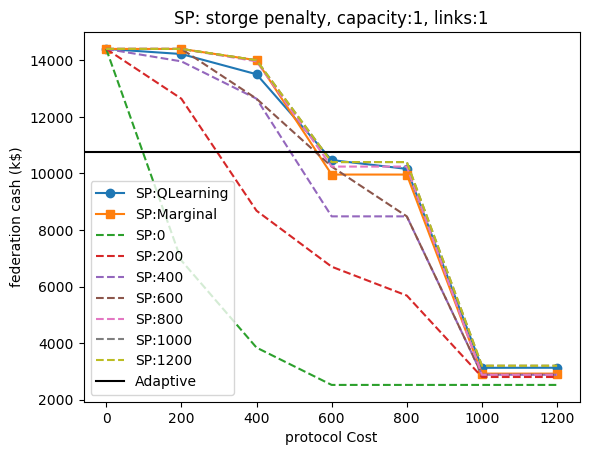 SP: storge penalty, capacity:1, links:1
federation cash (k$)
14000
12000
10000
8000
6000
4000
2000
SP:QLearning
SP:Marginal
SP:0
SP:200
SP:400
SP:600
SP:800
SP:1000
SP:1200
Adaptive
0 200 400 600 800 1000 1200
protocol Cost